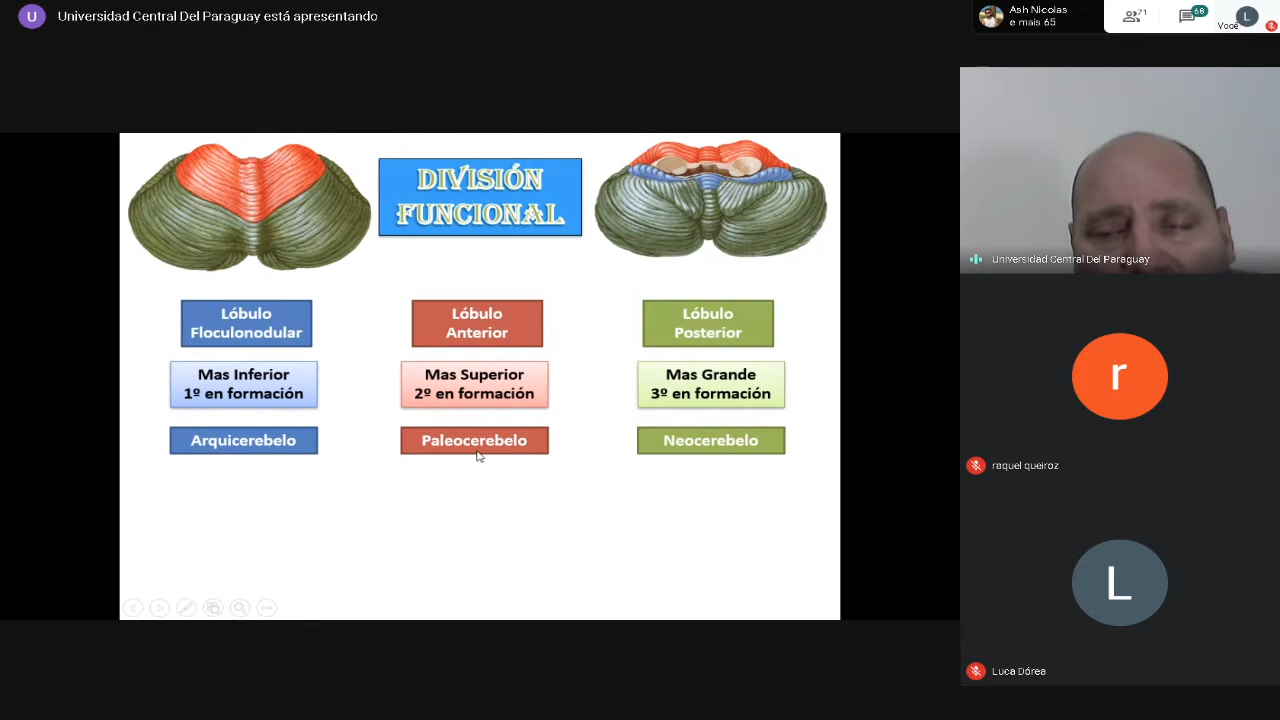 U
Universidad Central Del Paraguay está apresentando
Ash Nicolas
e mais 65
71
68
L
Você
DIVISIÓN
FUNCIONAL
Universidad Central Del Paraguay
Lóbulo
Floculonodular
Lóbulo
Anterior
Lóbulo
Posterior
Mas Inferior
1º en formación
Mas Superior
2º en formación
Mas Grande
3º en formación
Arquicerebelo
Paleocerebelo
Neocerebelo
r
raquel queiroz
L
Luca Dórea